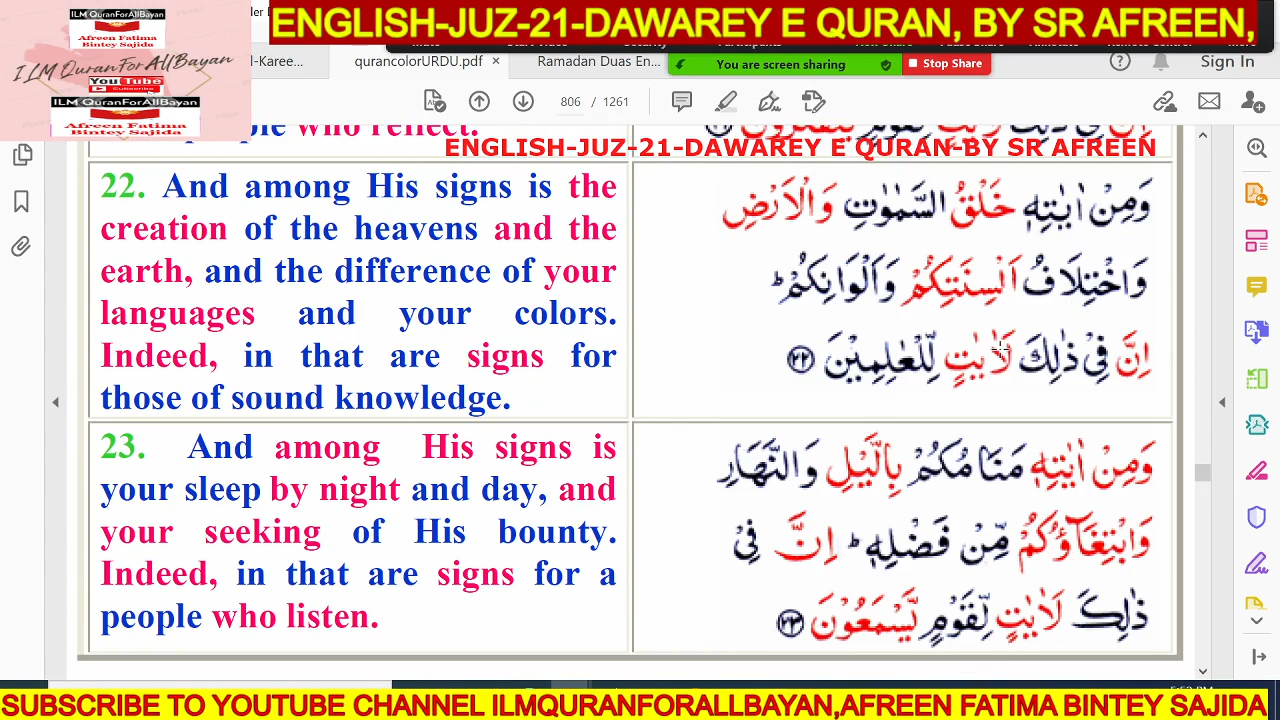 ENGLISH-JUZ-21-DAWAREY E QURAN, BY SR AFREEN,
ILM QuranForAllBayan
Afreen Fatima
Bintey Sajida
ILM QuranForAllBayan
YouTube
Subscribe
ILM QuranForAllBayan
Afreen Fatima
Bintey Sajida
l-Karee...
qurancolorURDU.pdf
×
Ramadan Duas En...
You are screen sharing
Stop Share
Sign In
806 / 1261
who reflect.
ENGLISH-JUZ-21-DAWAREY E QURAN-BY SR AFREEN
22. And among His signs is the
creation of the heavens and the
earth, and the difference of your
languages and your colors.
Indeed, in that are signs for
those of sound knowledge.
وَمِنْ اٰيٰتِهٖ خَلْقُ السَّمٰوٰتِ وَالْاَرْضِ
وَاخْتِلَافُ اَلْسِنَتِكُمْ وَاَلْوَانِكُمْ ؕ
اِنَّ فِيْ ذٰلِكَ لَاٰيٰتٍ لِّلْعٰلِمِيْنَ ﴿۲۲﴾
23. And among His signs is
your sleep by night and day, and
your seeking of His bounty.
Indeed, in that are signs for a
people who listen.
وَمِنْ اٰيٰتِهٖ مَنَامُكُمْ بِالَّيْلِ وَالنَّهَارِ
وَابْتِغَآؤُكُمْ مِّنْ فَضْلِهٖ ؕ اِنَّ فِيْ
ذٰلِكَ لَاٰيٰتٍ لِّقَوْمٍ يَّسْمَعُوْنَ ﴿۲۳﴾
SUBSCRIBE TO YOUTUBE CHANNEL ILMQURANFORALLBAYAN,AFREEN FATIMA BINTEY SAJIDA